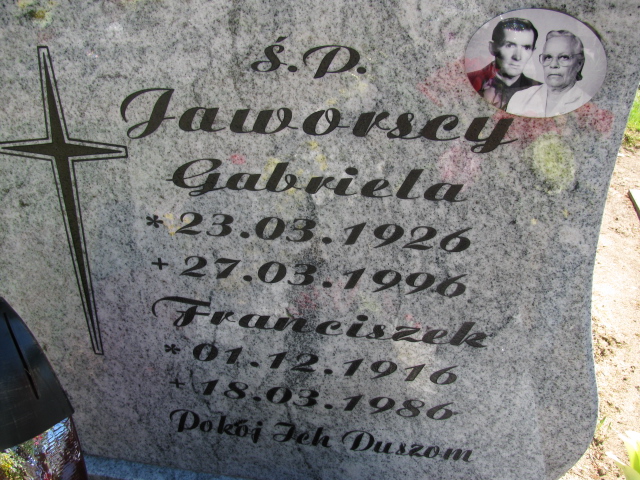 Ś.P.
Jaworscy
Gabriela
* 23.03.1926
+ 27.03.1996
Franciszek
* 01.12.1916
+ 18.03.1986
Pokój Ich Duszom